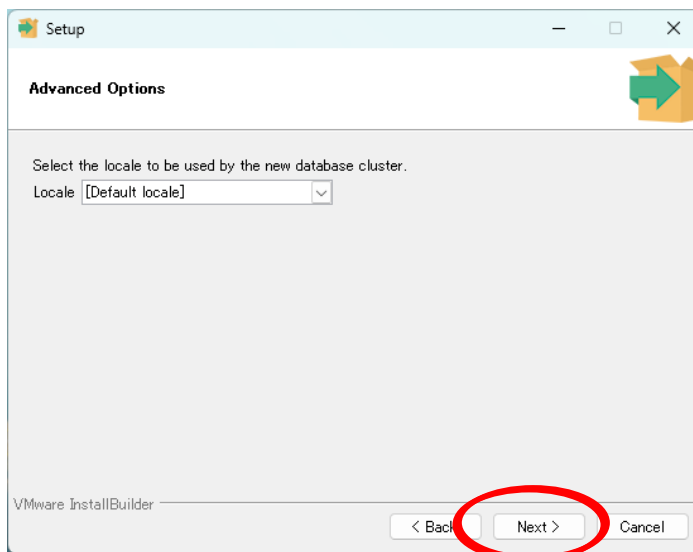 Setup
Advanced Options
Select the locale to be used by the new database cluster.
Locale [Default locale]
VMware InstallBuilder
< Back Next > Cancel